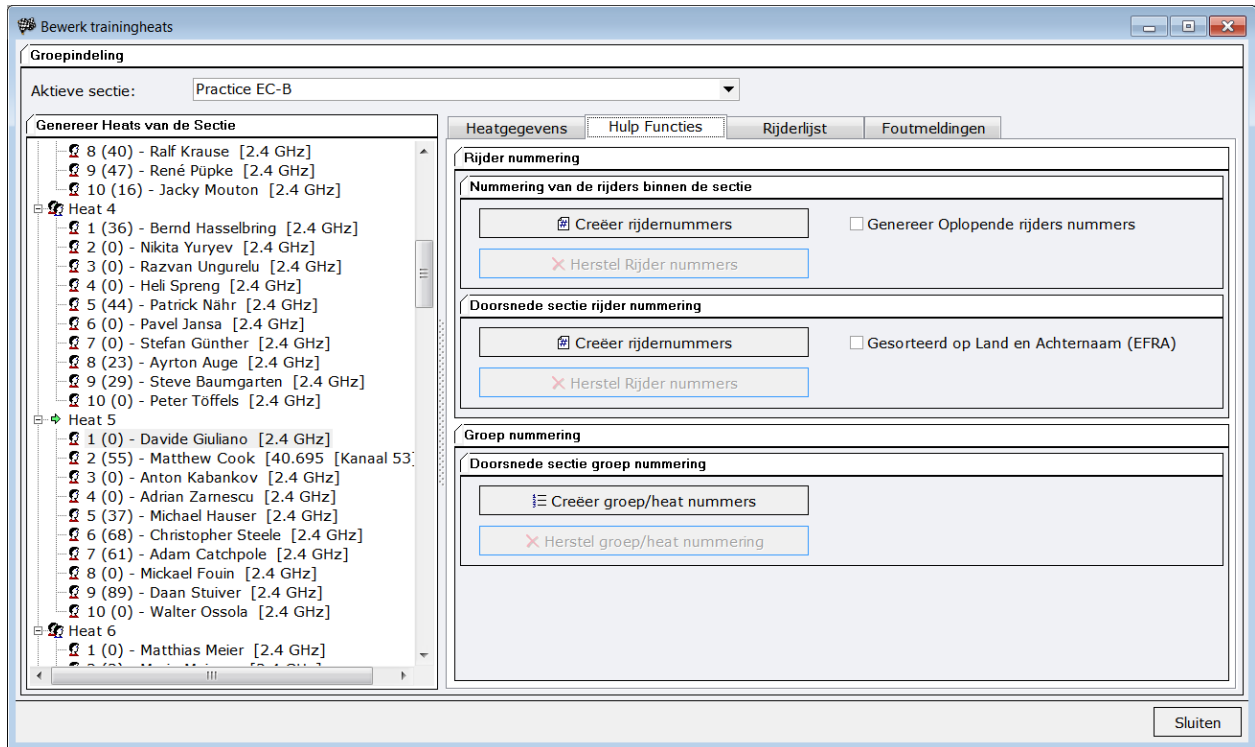 Bewerk trainingheats
Groepindeling
Aktieve sectie:
Practice EC-B
Genereer Heats van de Sectie
8 (40) - Ralf Krause [2.4 GHz]
9 (47) - René Püpke [2.4 GHz]
10 (16) - Jacky Mouton [2.4 GHz]
Heat 4
1 (36) - Bernd Hasselbring [2.4 GHz]
2 (0) - Nikita Yuryev [2.4 GHz]
3 (0) - Razvan Ungurelu [2.4 GHz]
4 (0) - Heli Spreng [2.4 GHz]
5 (44) - Patrick Nähr [2.4 GHz]
6 (0) - Pavel Jansa [2.4 GHz]
7 (0) - Stefan Günther [2.4 GHz]
8 (23) - Ayrton Auge [2.4 GHz]
9 (29) - Steve Baumgarten [2.4 GHz]
10 (0) - Peter Töffels [2.4 GHz]
Heat 5
1 (0) - Davide Giuliano [2.4 GHz]
2 (55) - Matthew Cook [40.695 [Kanaal 53]
3 (0) - Anton Kabankov [2.4 GHz]
4 (0) - Adrian Zarnescu [2.4 GHz]
5 (37) - Michael Hauser [2.4 GHz]
6 (68) - Christopher Steele [2.4 GHz]
7 (61) - Adam Catchpole [2.4 GHz]
8 (0) - Mickael Fouin [2.4 GHz]
9 (89) - Daan Stuiver [2.4 GHz]
10 (0) - Walter Ossola [2.4 GHz]
Heat 6
1 (0) - Matthias Meier [2.4 GHz]
Heatgegevens
Hulp Functies
Rijderlijst
Foutmeldingen
Rijder nummering
Nummering van de rijders binnen de sectie
Creëer rijdernummers
Genereer Oplopende rijders nummers
Herstel Rijder nummers
Doorsnede sectie rijder nummering
Creëer rijdernummers
Gesorteerd op Land en Achternaam (EFRA)
Herstel Rijder nummers
Groep nummering
Doorsnede sectie groep nummering
Creëer groep/heat nummers
Herstel groep/heat nummering
Sluiten